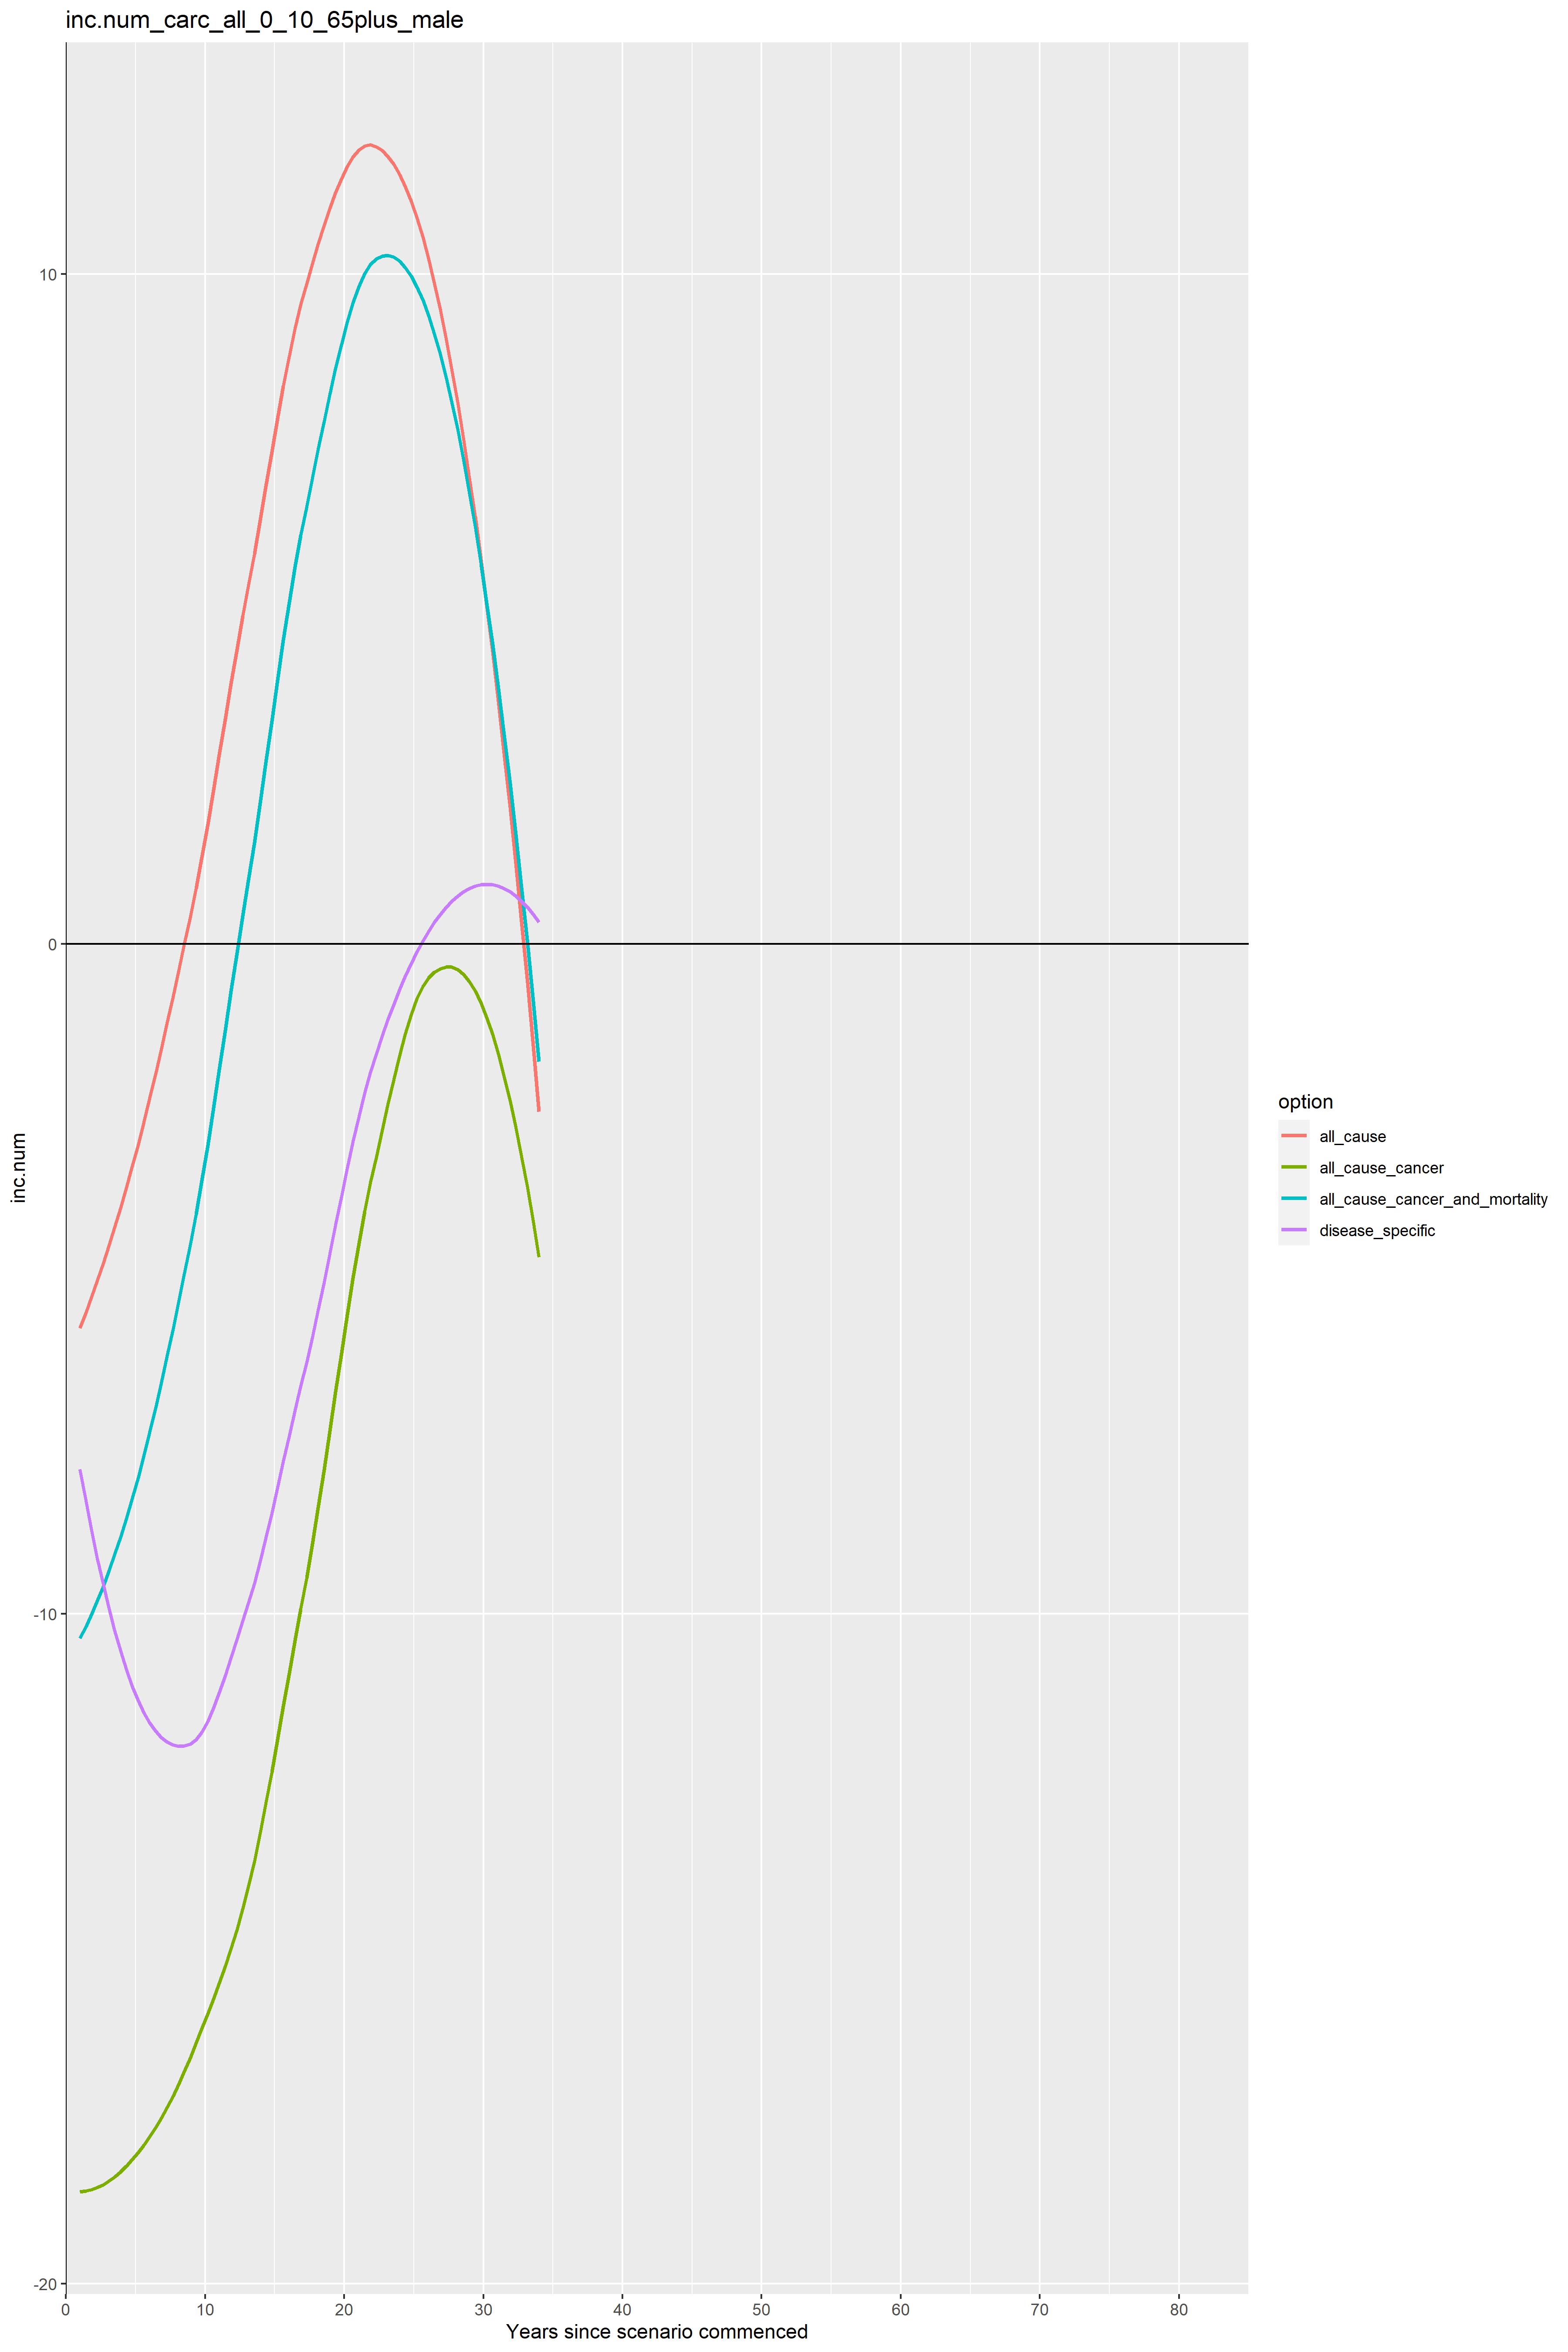 inc.num_carc_all_0_10_65plus_male
10
0
-10
-20
inc.num
0 10 20 30 40 50 60 70 80
Years since scenario commenced
option
all_cause
all_cause_cancer
all_cause_cancer_and_mortality
disease_specific